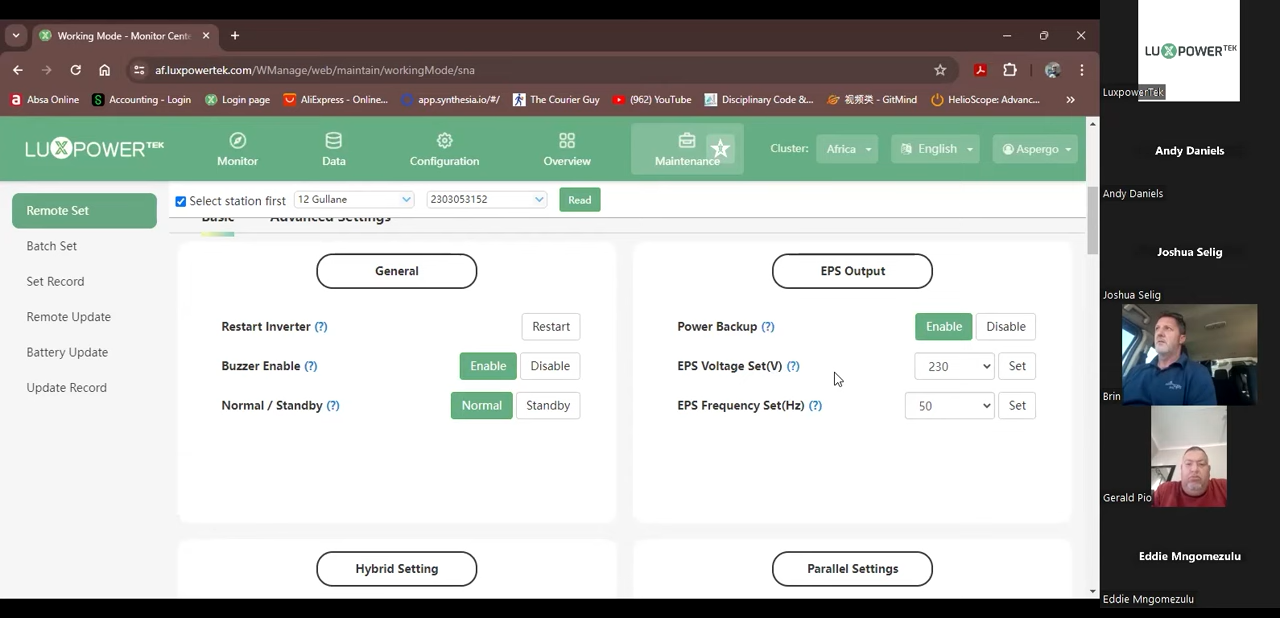 Working Mode - Monitor Cente
af.luxpowertek.com/WManage/web/maintain/workingMode/sna
Absa Online
Accounting - Login
Login page
AliExpress - Online...
app.synthesia.io/#/
The Courier Guy
(962) YouTube
Disciplinary Code &...
视频类 - GitMind
HelioScope: Advanc...
LUXPOWERTEK
Monitor
Data
Configuration
Overview
Maintenance
Cluster:
Africa
English
Aspergo
Remote Set
Batch Set
Set Record
Remote Update
Battery Update
Update Record
Select station first
12 Gullane
2303053152
Read
Basic
Advanced Settings
General
Restart Inverter (?)
Restart
Buzzer Enable (?)
Enable
Disable
Normal / Standby (?)
Normal
Standby
EPS Output
Power Backup (?)
Enable
Disable
EPS Voltage Set(V) (?)
230
Set
EPS Frequency Set(Hz) (?)
50
Set
Hybrid Setting
Parallel Settings
LUXPOWERTEK
LuxpowerTek
Andy Daniels
Andy Daniels
Joshua Selig
Joshua Selig
Brin
Gerald Pio
Eddie Mngomezulu
Eddie Mngomezulu